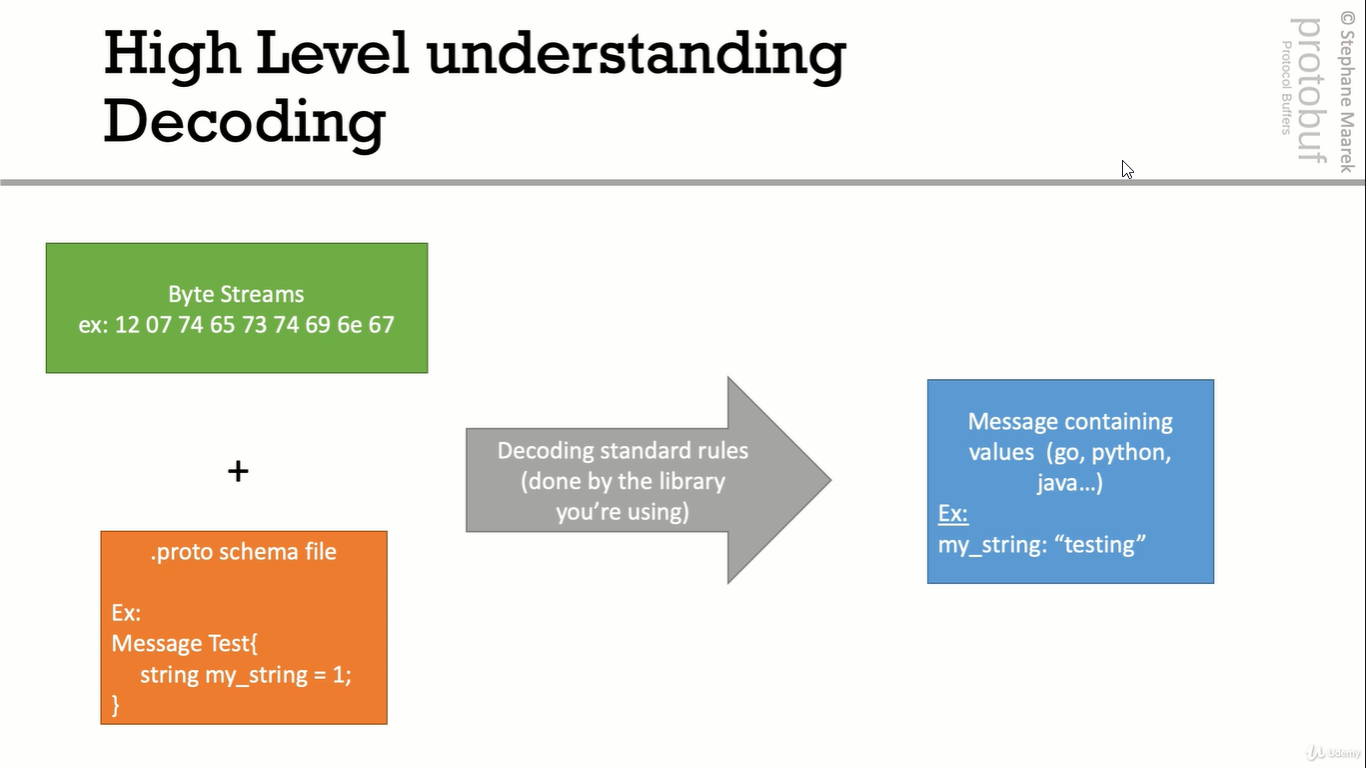 High Level understanding
Decoding
© Stephane Maarek
protobuf
Protocol Buffers
Byte Streams
ex: 12 07 74 65 73 74 69 6e 67
+
.proto schema file
Ex:
Message Test{
string my_string = 1;
}
Decoding standard rules
(done by the library
you’re using)
Message containing
values (go, python,
java…)
Ex:
my_string: “testing”
Udemy